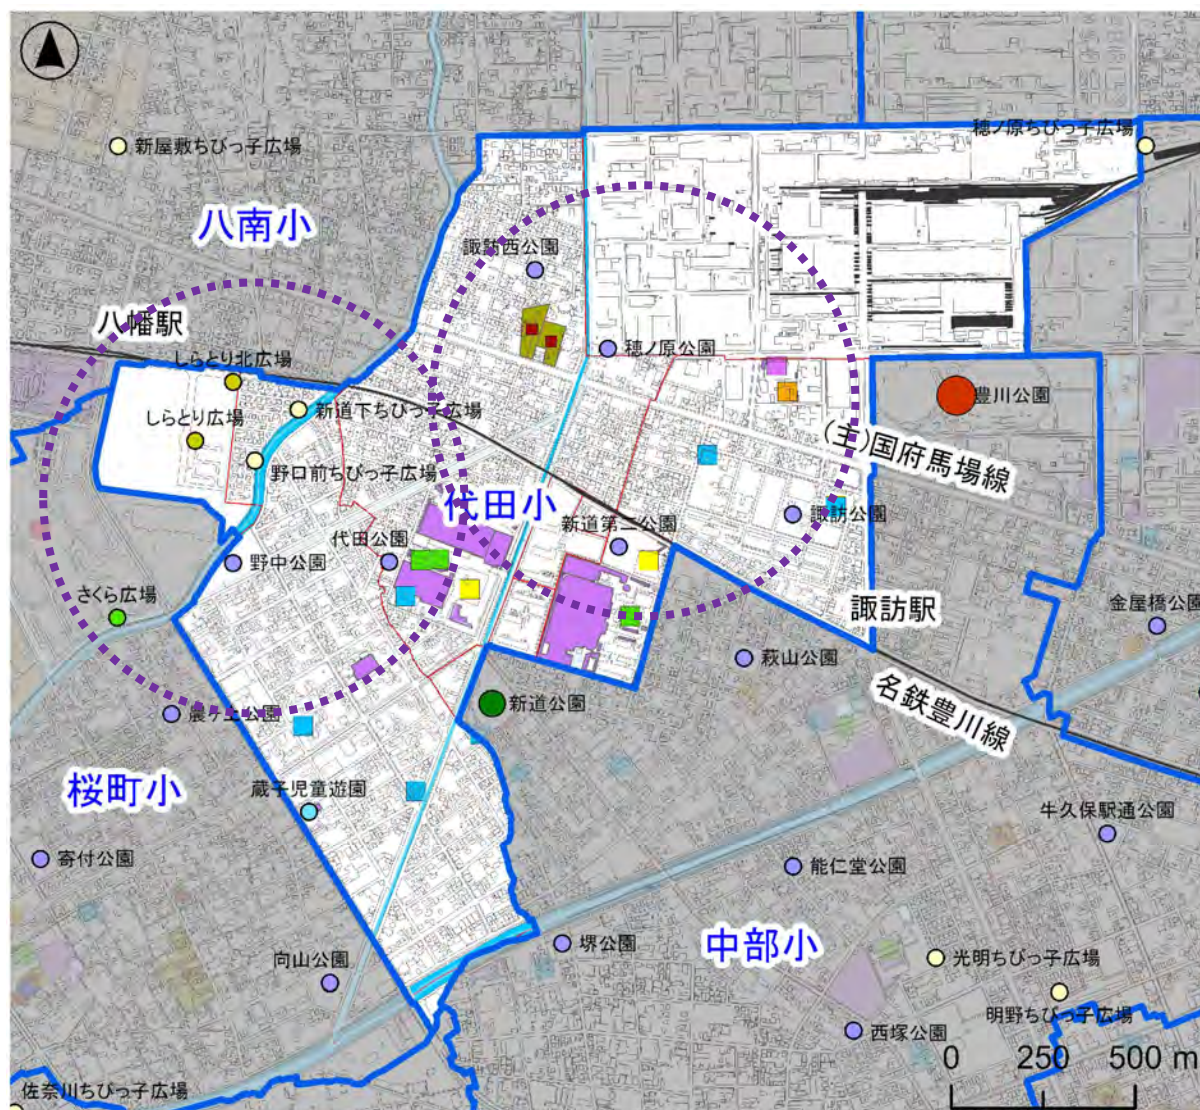 穂ノ原ちびっ子広場
新屋敷ちびっ子広場
八南小
諏訪西公園
八幡駅
しらとり北広場
穂ノ原公園
豊川公園
しらとり広場
新道下ちびっ子広場
(主)国府馬場線
野口前ちびっ子広場
代田小
新道第二公園
諏訪公園
代田公園
野中公園
さくら広場
諏訪駅
金屋橋公園
萩山公園
新道公園
名鉄豊川線
桜町小
蔵子児童遊園
牛久保駅通公園
寄付公園
能仁堂公園
中部小
堺公園
向山公園
光明ちびっ子広場
明野ちびっ子広場
西塚公園
0 250 500 m
佐奈川ちびっ子広場